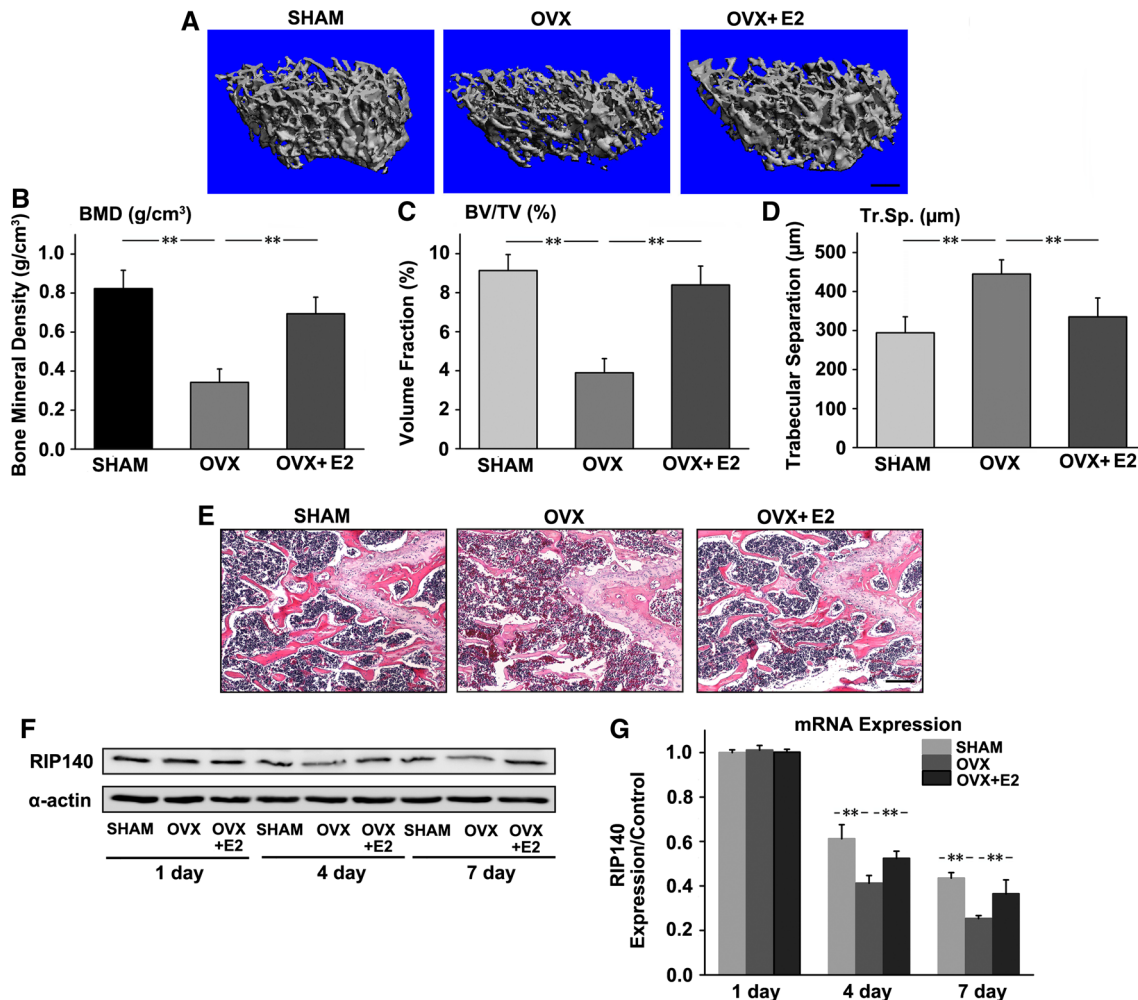 A
SHAM OVX OVX+ E2
B
BMD (g/cm³)
Bone Mineral Density (g/cm³)
1.0
0.8
0.6
0.4
0.2
0.0
** **
SHAM OVX OVX+ E2
C
BV/TV (%)
Volume Fraction (%)
10
8
6
4
2
0
** **
SHAM OVX OVX+ E2
D
Tr.Sp. (µm)
Trabecular Separation (µm)
500
400
300
200
100
0
** **
SHAM OVX OVX+ E2
E
SHAM OVX OVX+ E2
F
RIP140
α-actin
SHAM OVX OVX +E2 SHAM OVX OVX +E2 SHAM OVX OVX +E2
1 day 4 day 7 day
G
mRNA Expression
SHAM
OVX
OVX+E2
RIP140
Expression/Control
1.0
0.8
0.6
0.4
0.2
0.0
** **
** **
1 day 4 day 7 day